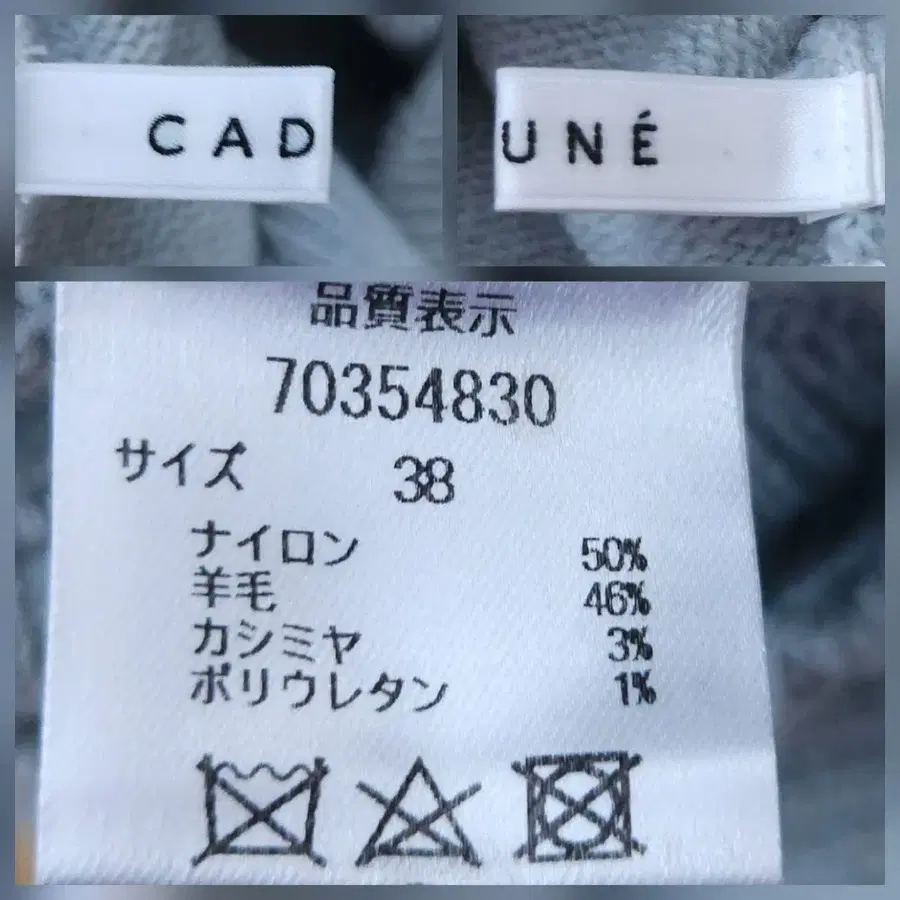 CAD
UNÉ
品質表示
70354830
サイズ 38
ナイロン 50%
羊毛 46%
カシミヤ 3%
ポリウレタン 1%